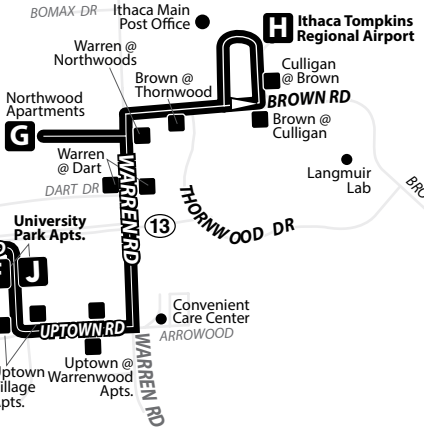 BOMAX DR
Ithaca Main
Post Office
H
Ithaca Tompkins
Regional Airport
Warren @
Northwoods
Culligan
@ Brown
Brown @
Thornwood
BROWN RD
Northwood
Apartments
G
Brown @
Culligan
Warren
@ Dart
WARREN RD
Langmuir
Lab
DART DR
THORNWOOD DR
13
University
Park Apts.
J
Convenient
Care Center
UPTOWN RD
ARROWOOD
WARREN RD
Uptown @
Warrenwood
Apts.